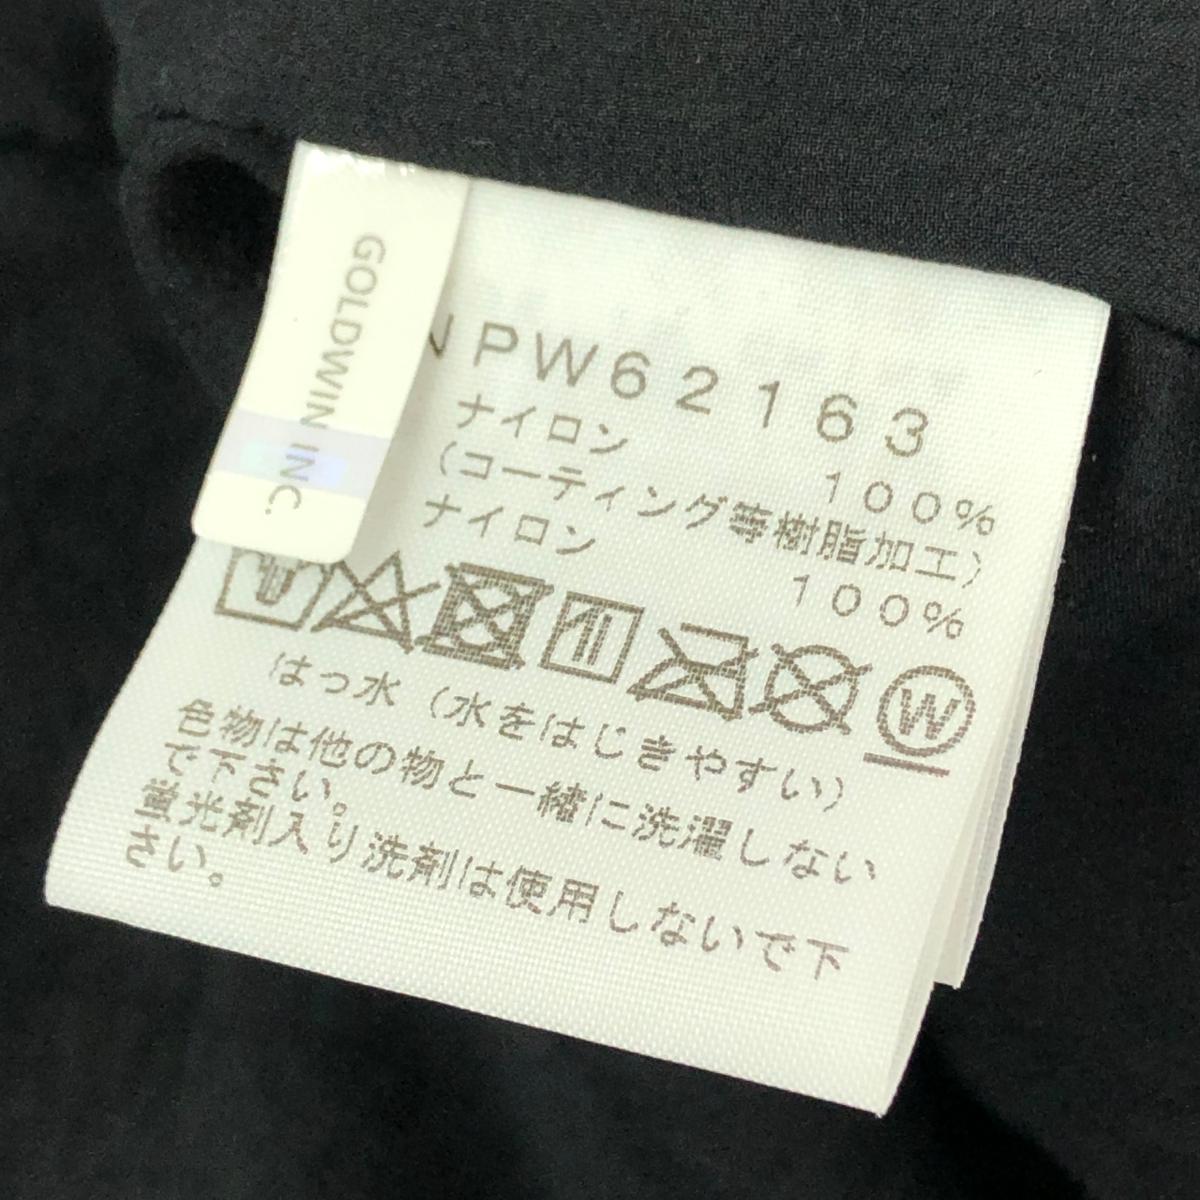 GOLDWIN INC.
NPW62163
ナイロン
100%
(コーティング等樹脂加工)
ナイロン
100%
W
はっ水(水をはじきやすい)
色物は他の物と一緒に洗濯しない
で下さい。
蛍光剤入り洗剤は使用しないで下
さい。